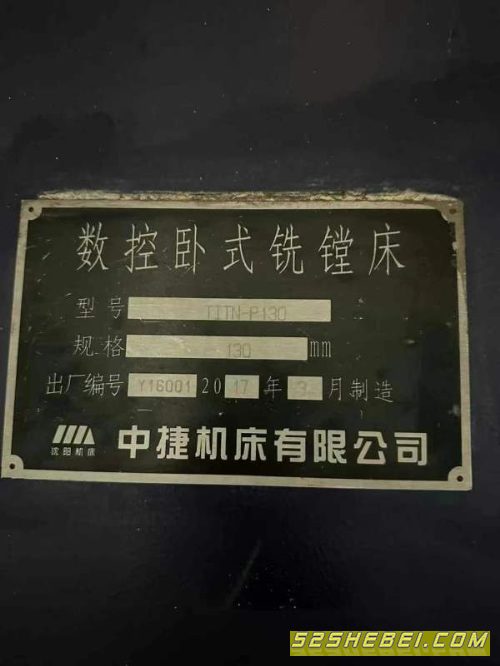 数控卧式铣镗床
型号 TITN-P130
规格 130 mm
出厂编号 Y16001 2017年3月制造
沈阳机床 中捷机床有限公司
52SHEBEI.COM